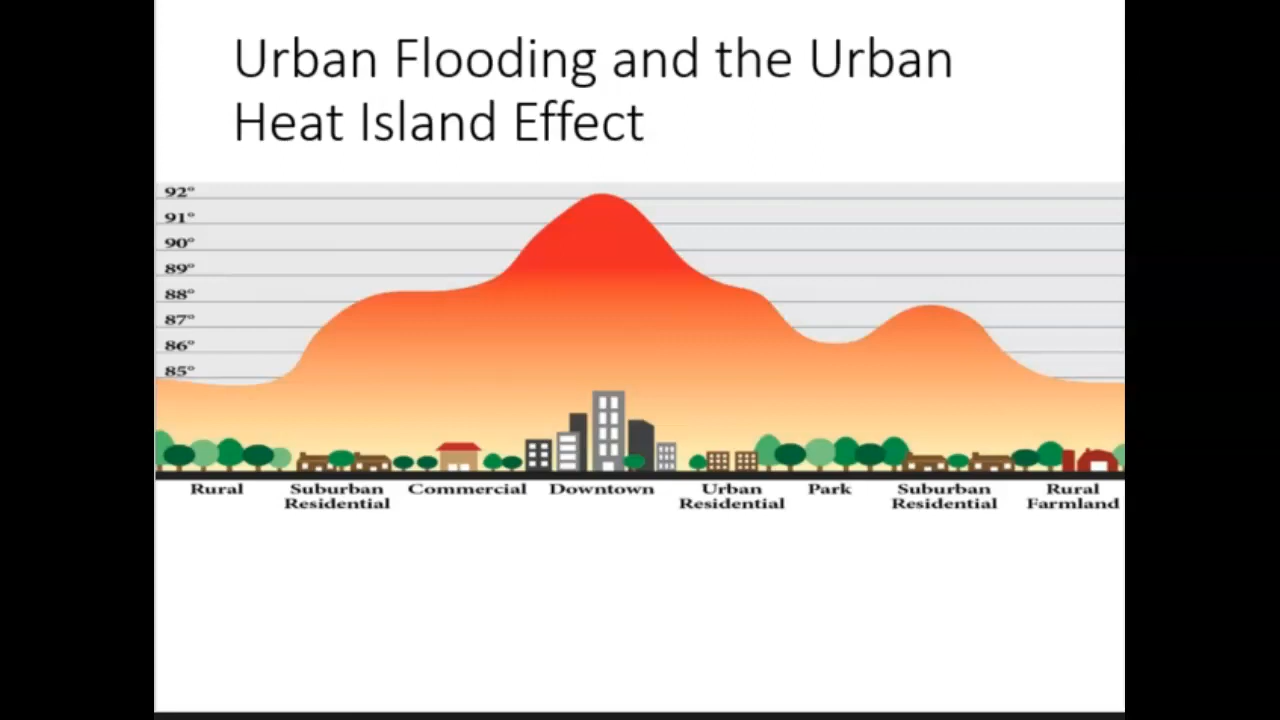 Urban Flooding and the Urban
Heat Island Effect
92°
91°
90°
89°
88°
87°
86°
85°
Rural
Suburban
Residential
Commercial
Downtown
Urban
Residential
Park
Suburban
Residential
Rural
Farmland